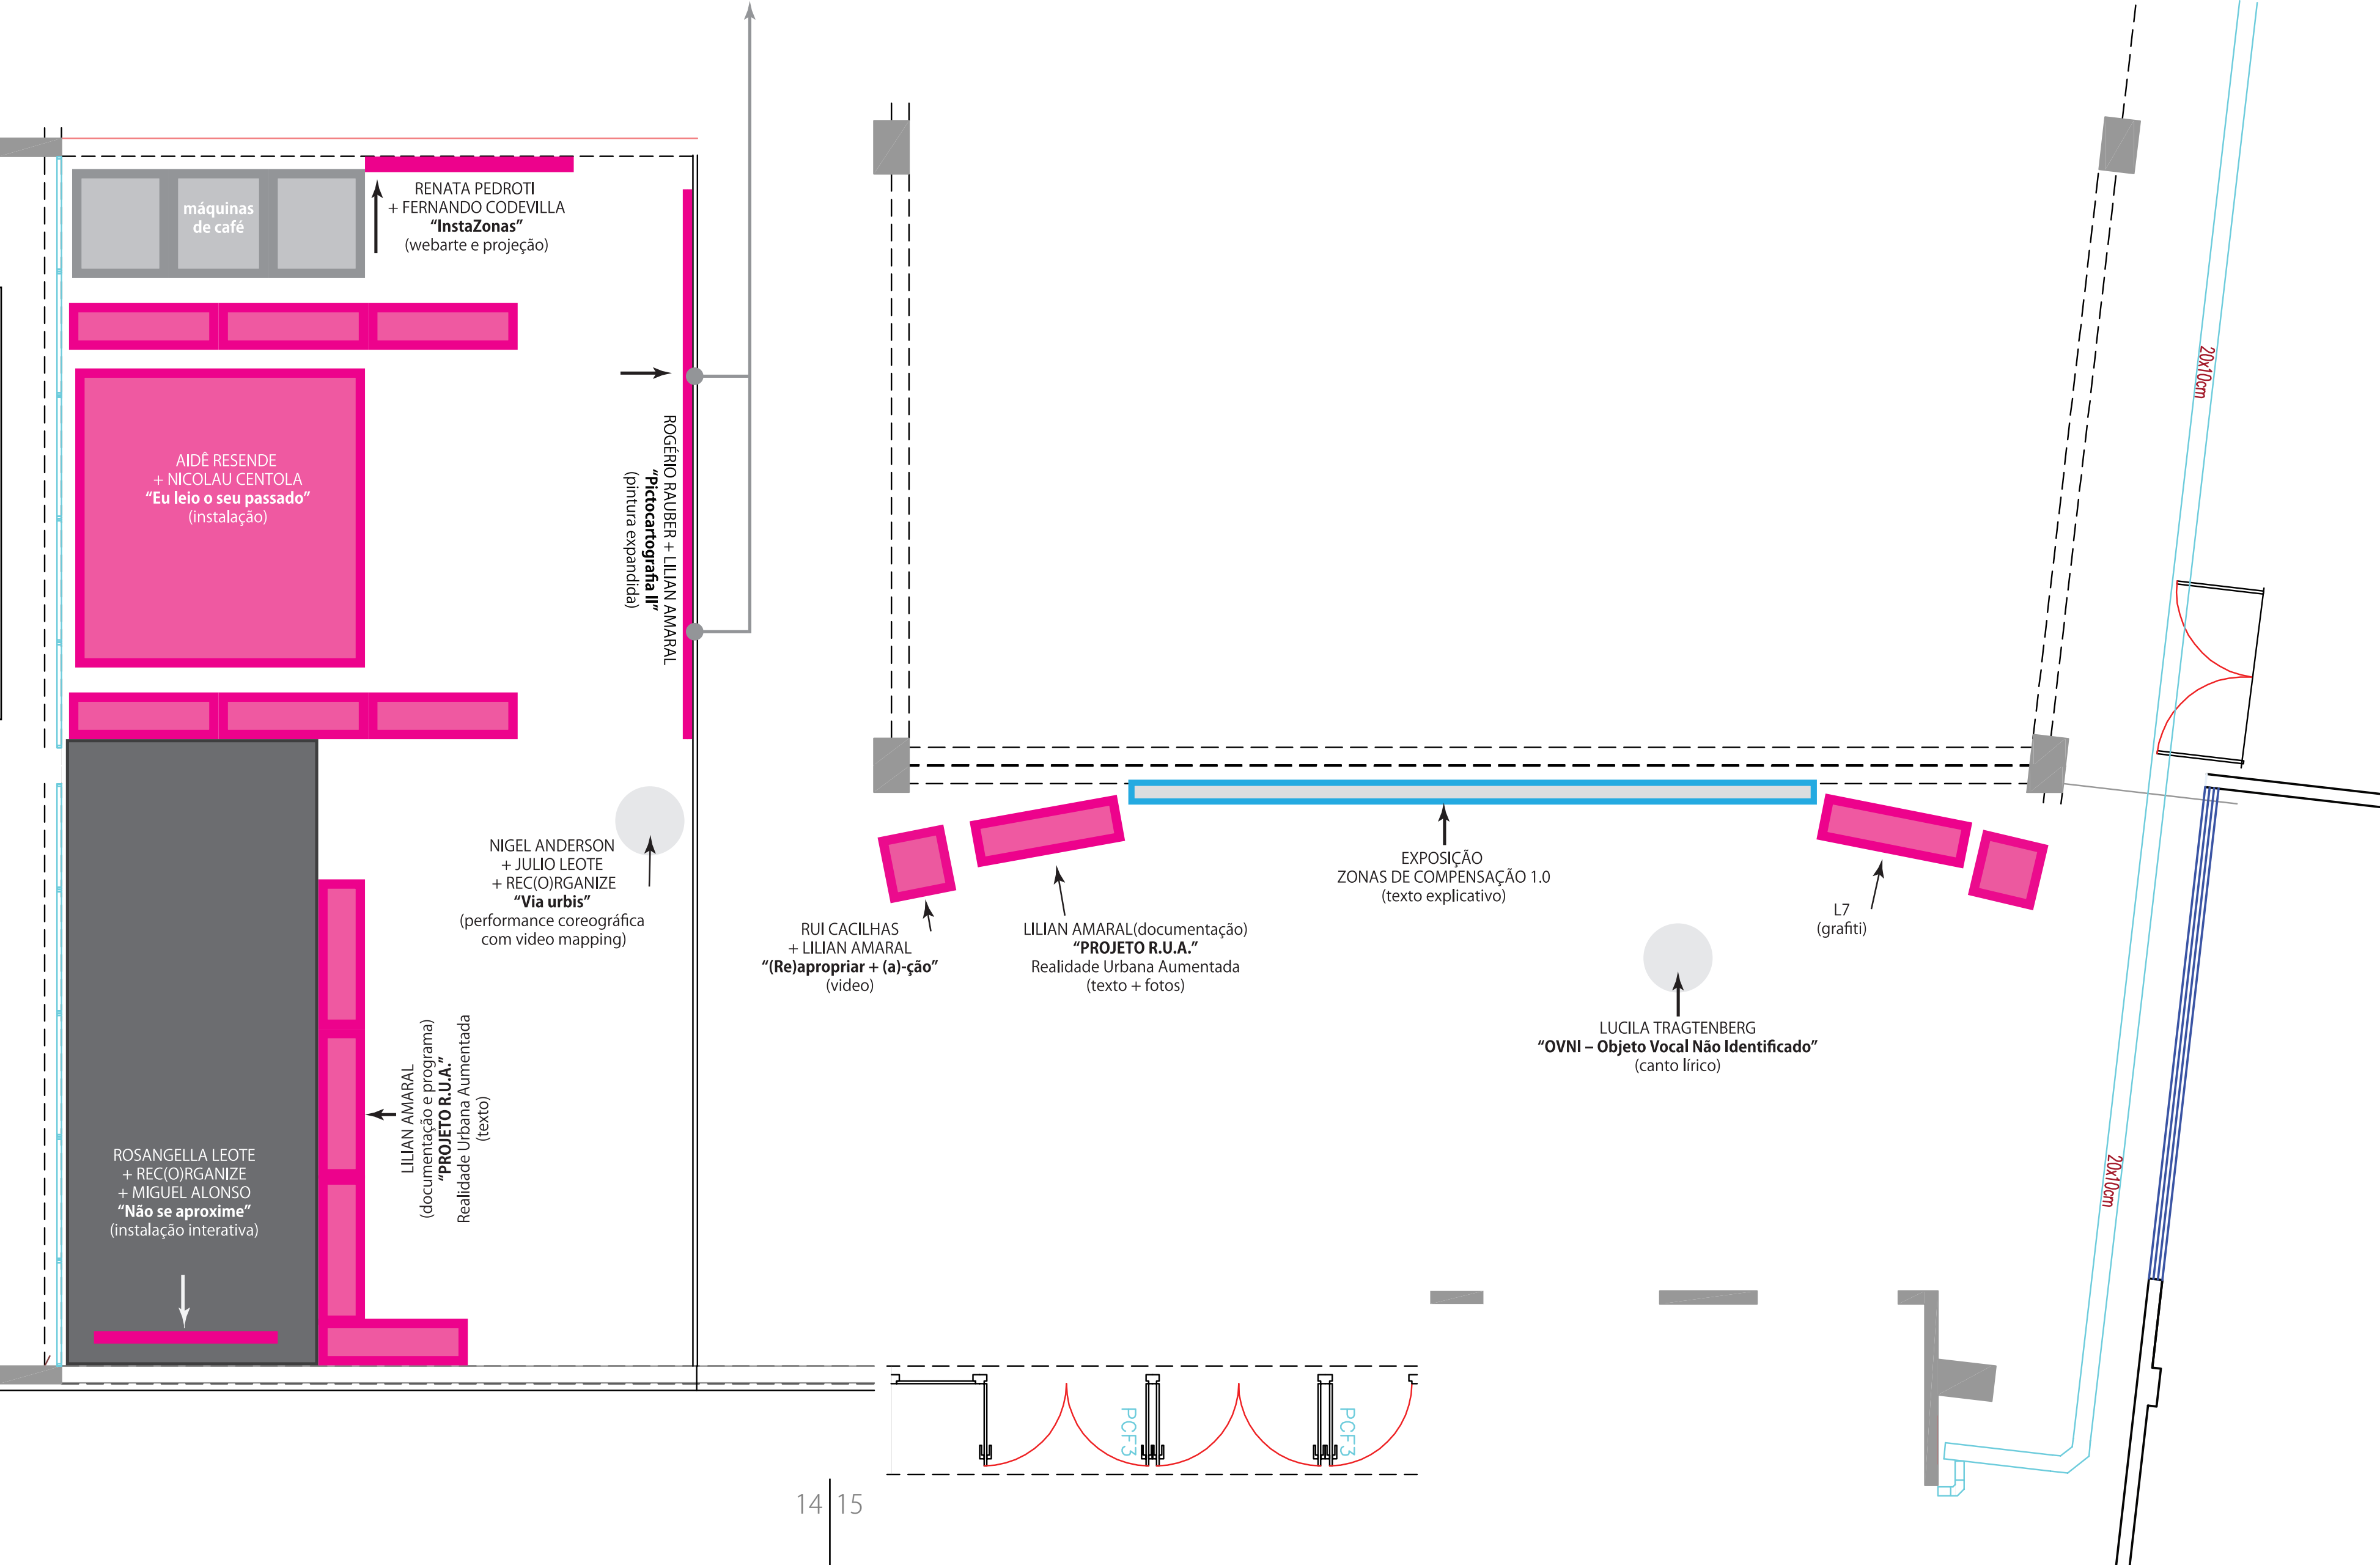 máquinas
de café
RENATA PEDROTI
+ FERNANDO CODEVILLA
“InstaZonas”
(webarte e projeção)
AIDÊ RESENDE
+ NICOLAU CENTOLA
“Eu leio o seu passado”
(instalação)
ROGÉRIO RAUBER + LILIAN AMARAL
“Pictocartografia II”
(pintura expandida)
NIGEL ANDERSON
+ JULIO LEOTE
+ REC(O)RGANIZE
“Via urbis”
(performance coreográfica
com video mapping)
LILIAN AMARAL
(documentação e programa)
“PROJETO R.U.A.”
Realidade Urbana Aumentada
(texto)
ROSANGELLA LEOTE
+ REC(O)RGANIZE
+ MIGUEL ALONSO
“Não se aproxime”
(instalação interativa)
RUI CACILHAS
+ LILIAN AMARAL
“(Re)apropriar + (a)-ção”
(video)
LILIAN AMARAL(documentação)
“PROJETO R.U.A.”
Realidade Urbana Aumentada
(texto + fotos)
EXPOSIÇÃO
ZONAS DE COMPENSAÇÃO 1.0
(texto explicativo)
L7
(grafiti)
LUCILA TRAGTENBERG
“OVNI – Objeto Vocal Não Identificado”
(canto lírico)
20x10cm
20x10cm
PCF3
PCF3
14 15